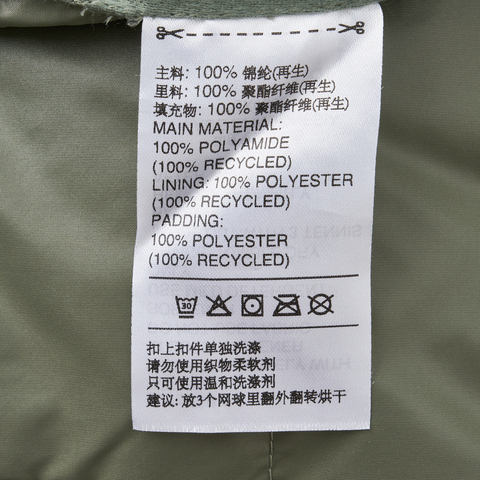 主料: 100% 锦纶(再生)
里料: 100% 聚酯纤维(再生)
填充物: 100% 聚酯纤维(再生)
MAIN MATERIAL:
100% POLYAMIDE
(100% RECYCLED)
LINING: 100% POLYESTER
(100% RECYCLED)
PADDING:
100% POLYESTER
(100% RECYCLED)
30
扣上扣件单独洗涤
请勿使用织物柔软剂
只可使用温和洗涤剂
建议: 放3个网球里翻外翻转烘干